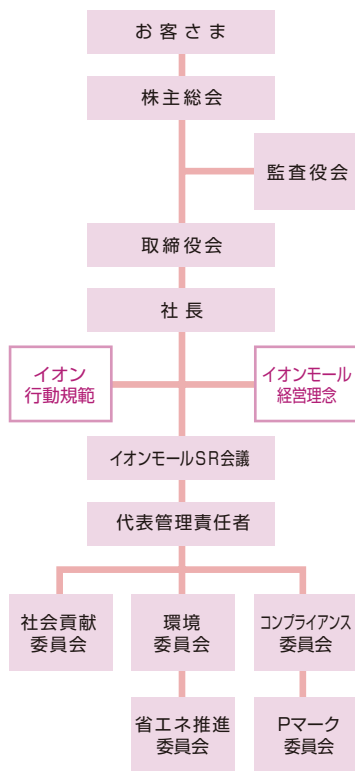 お客さま
株主総会
監査役会
取締役会
社長
イオン
行動規範
イオンモール
経営理念
イオンモールSR会議
代表管理責任者
社会貢献
委員会
環境
委員会
コンプライアンス
委員会
省エネ推進
委員会
Pマーク
委員会